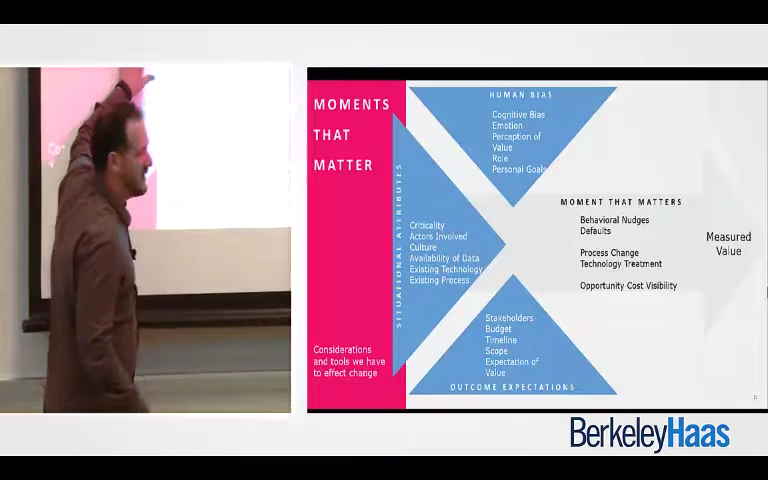 MOMENTS
THAT
MATTER
Considerations
and tools we have
to effect change
SITUATIONAL ATTRIBUTES
Criticality
Actors Involved
Culture
Availability of Data
Existing Technology
Existing Process
HUMAN BIAS
Cognitive Bias
Emotion
Perception of
Value
Role
Personal Goals
Stakeholders
Budget
Timeline
Scope
Expectation of
Value
OUTCOME EXPECTATIONS
MOMENT THAT MATTERS
Behavioral Nudges
Defaults
Process Change
Technology Treatment
Opportunity Cost Visibility
Measured
Value
BerkeleyHaas